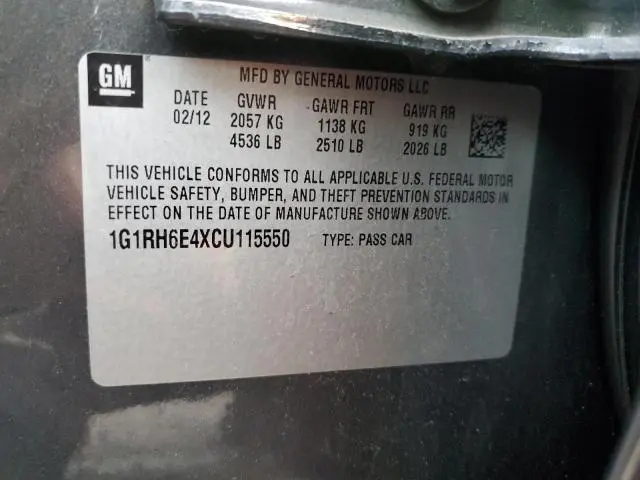 GM
MFD BY GENERAL MOTORS LLC
DATE GVWR GAWR FRT GAWR RR
02/12 2057 KG 1138 KG 919 KG
4536 LB 2510 LB 2026 LB
THIS VEHICLE CONFORMS TO ALL APPLICABLE U.S. FEDERAL MOTOR
VEHICLE SAFETY, BUMPER, AND THEFT PREVENTION STANDARDS IN
EFFECT ON THE DATE OF MANUFACTURE SHOWN ABOVE.
1G1RH6E4XCU115550 TYPE: PASS CAR